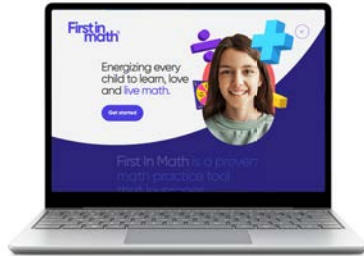 First in
math®
Energizing every
child to learn, love
and live math.
Get started
First In Math is a proven
math practice tool
that